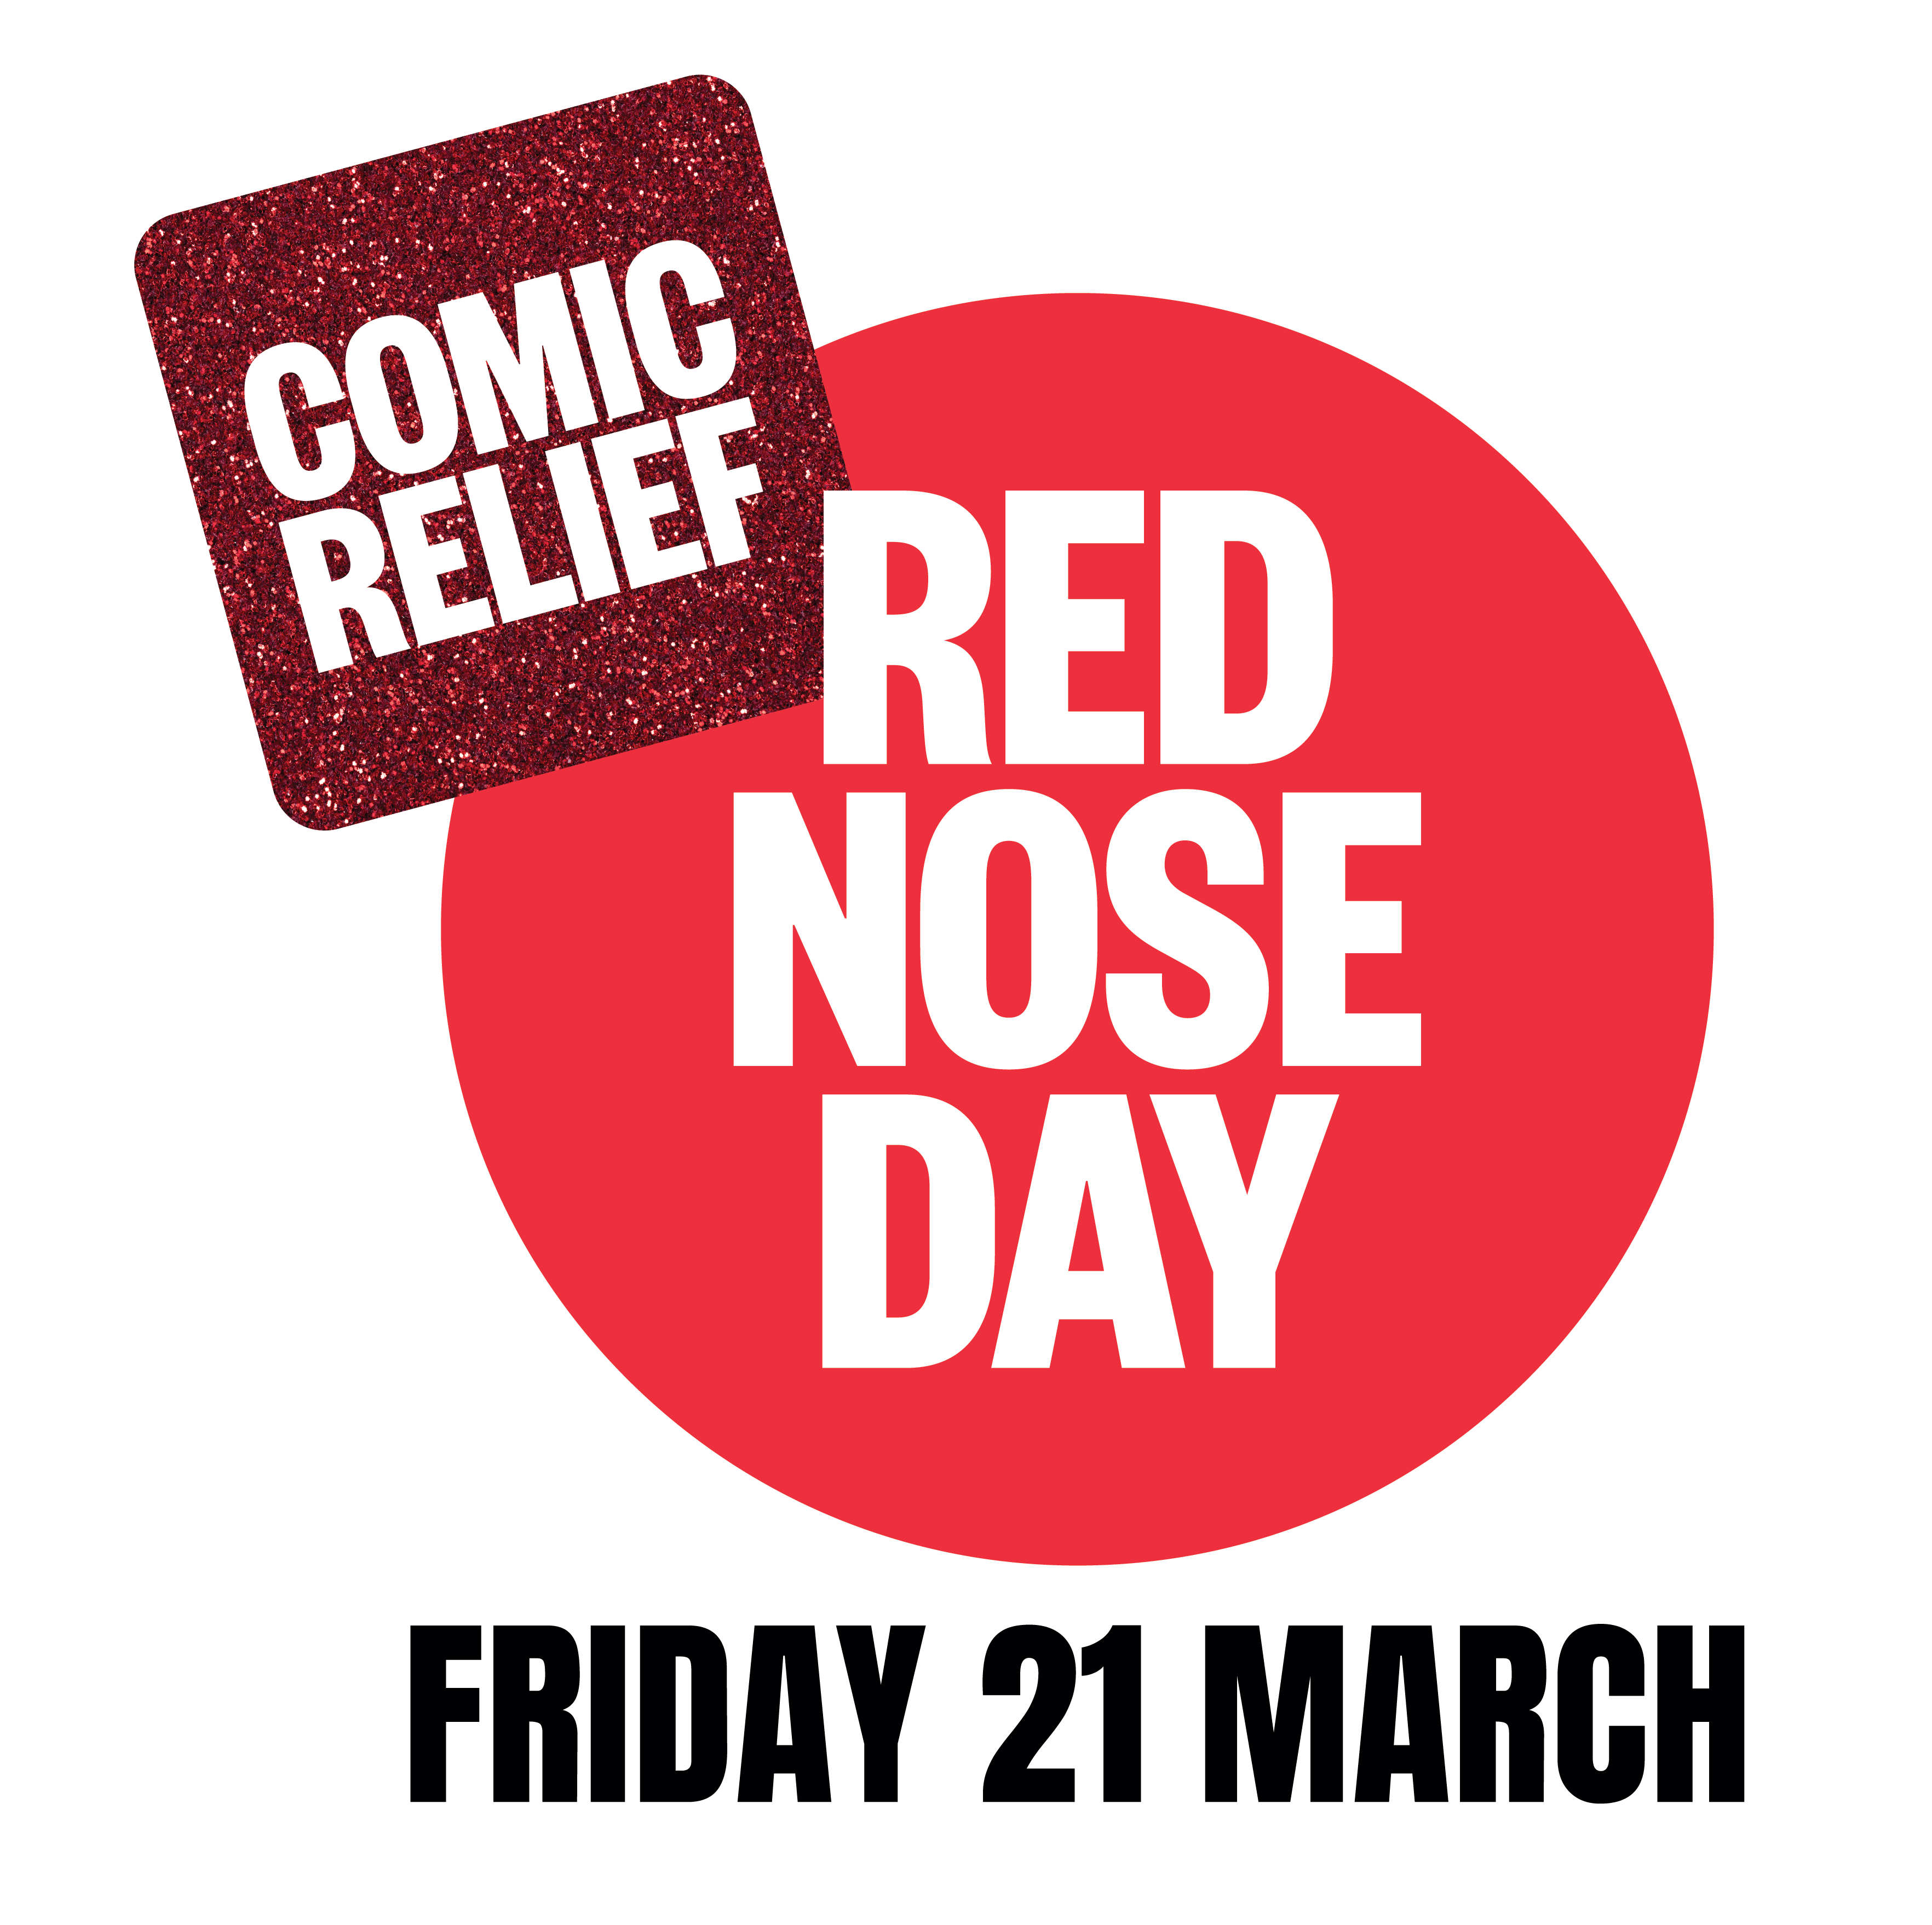 COMIC
RELIEF
RED
NOSE
DAY
FRIDAY 21 MARCH